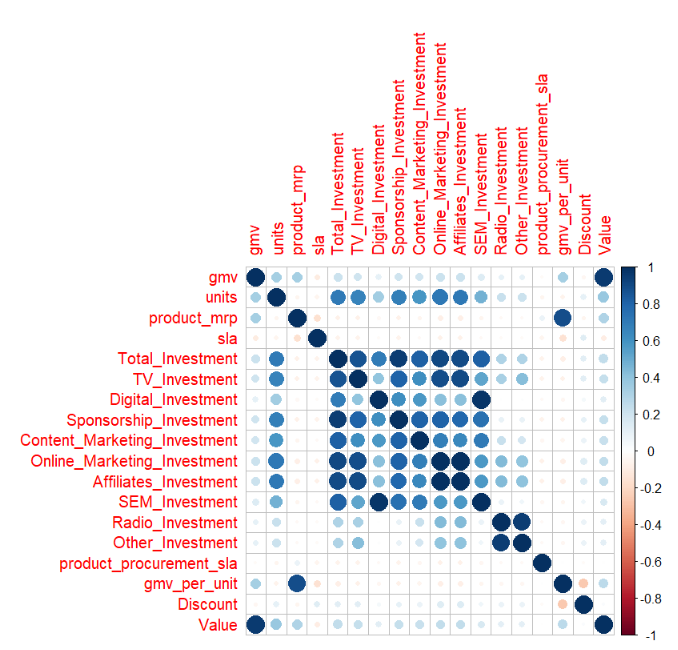 gmv
units
product_mrp
sla
Total_Investment
TV_Investment
Digital_Investment
Sponsorship_Investment
Content_Marketing_Investment
Online_Marketing_Investment
Affiliates_Investment
SEM_Investment
Radio_Investment
Other_Investment
product_procurement_sla
gmv_per_unit
Discount
Value
gmv
units
product_mrp
sla
Total_Investment
TV_Investment
Digital_Investment
Sponsorship_Investment
Content_Marketing_Investment
Online_Marketing_Investment
Affiliates_Investment
SEM_Investment
Radio_Investment
Other_Investment
product_procurement_sla
gmv_per_unit
Discount
Value
1
0.8
0.6
0.4
0.2
0
-0.2
-0.4
-0.6
-0.8
-1